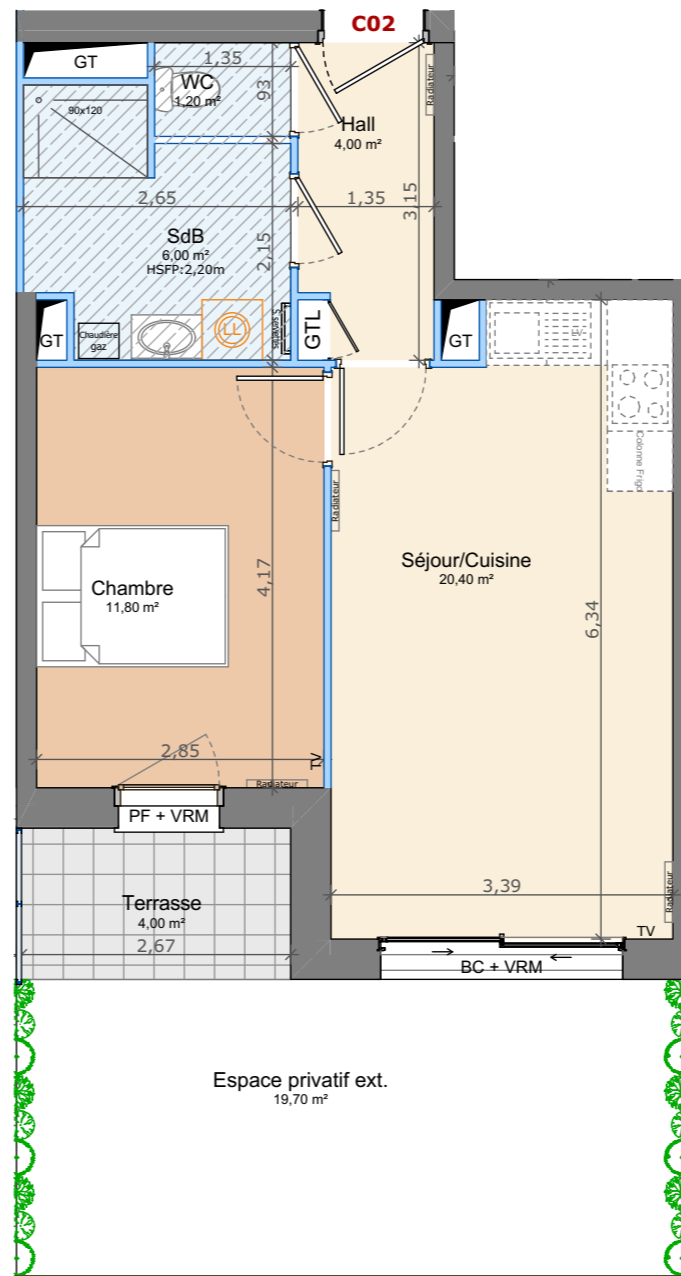 C02
GT
1,35
WC
1,20 m²
93
90x120
Hall
4,00 m²
Radiateur
2,65
1,35
3,15
SdB
6,00 m²
HSFP:2,20m
2,15
GT
Chaudière
gaz
LL
S.serviette
GTL
GT
LV
Colonne Frigo
Radiateur
Séjour/Cuisine
20,40 m²
Chambre
11,80 m²
4,17
6,34
2,85
TV
Radiateur
PF + VRM
3,39
Radiateur
Terrasse
4,00 m²
2,67
TV
BC + VRM
Espace privatif ext.
19,70 m²